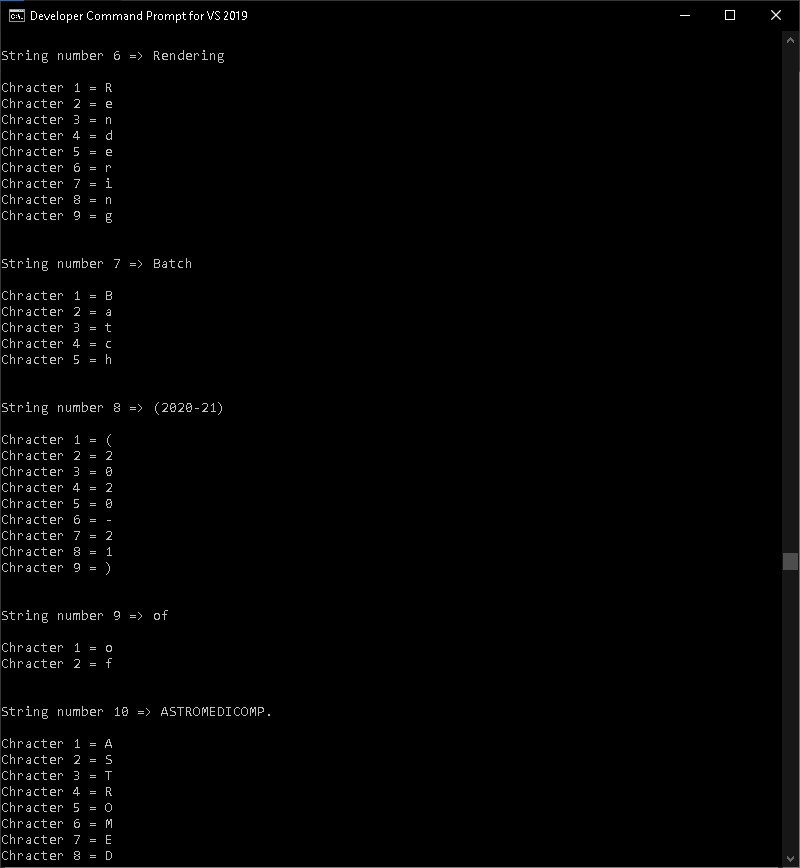 Developer Command Prompt for VS 2019
String number 6 => Rendering
Chracter 1 = R
Chracter 2 = e
Chracter 3 = n
Chracter 4 = d
Chracter 5 = e
Chracter 6 = r
Chracter 7 = i
Chracter 8 = n
Chracter 9 = g
String number 7 => Batch
Chracter 1 = B
Chracter 2 = a
Chracter 3 = t
Chracter 4 = c
Chracter 5 = h
String number 8 => (2020-21)
Chracter 1 = (
Chracter 2 = 2
Chracter 3 = 0
Chracter 4 = 2
Chracter 5 = 0
Chracter 6 = -
Chracter 7 = 2
Chracter 8 = 1
Chracter 9 = )
String number 9 => of
Chracter 1 = o
Chracter 2 = f
String number 10 => ASTROMEDICOMP.
Chracter 1 = A
Chracter 2 = S
Chracter 3 = T
Chracter 4 = R
Chracter 5 = O
Chracter 6 = M
Chracter 7 = E
Chracter 8 = D